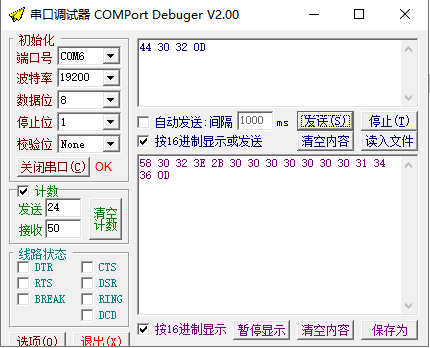 串口调试器 COMPort Debuger V2.00
初始化
端口号 COM6
波特率 19200
数据位 8
停止位 1
校验位 None
关闭串口(C) OK
计数
发送 24
接收 50
清空计数
线路状态
DTR CTS
RTS DSR
BREAK RING
DCD
选项(O) 退出(X)
44 30 32 0D
自动发送:间隔 1000 ms 发送(S) 停止(T)
按16进制显示或发送 清空内容 读入文件
58 30 32 3E 2B 30 30 30 30 30 30 30 31 34
36 0D
按16进制显示 暂停显示 清空内容 保存为